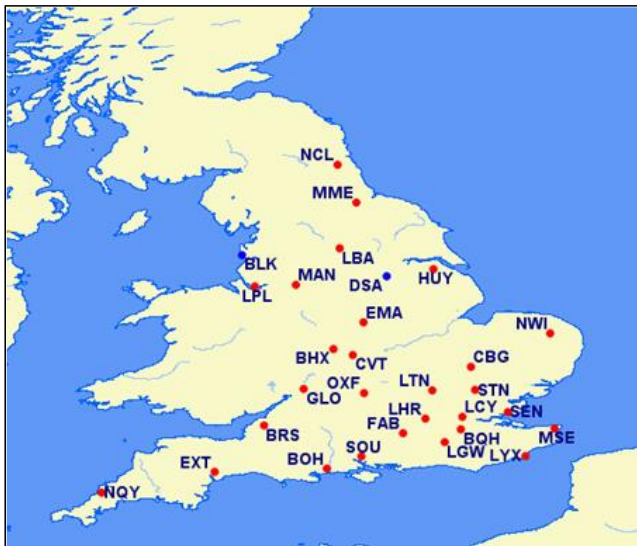 NCL
MME
LBA
BLK
MAN
DSA
HUY
LPL
EMA
NWI
BHX
CVT
CBG
OXF
LTN
STN
GLO
LHR
LCY
SEN
BRS
FAB
BQH
MSE
SOU
LGW
LYX
EXT
BOH
NQY